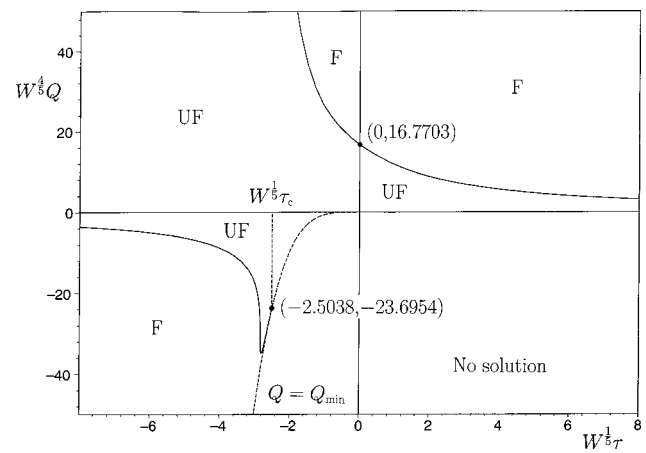 40
F
F
W^{4/5}Q
UF
20
(0,16.7703)
UF
W^{1/5}τ_c
0
UF
−20
(−2.5038,−23.6954)
F
No solution
−40
Q = Q_min
−6 −4 −2 0 2 4 6 8
W^{1/5}τ